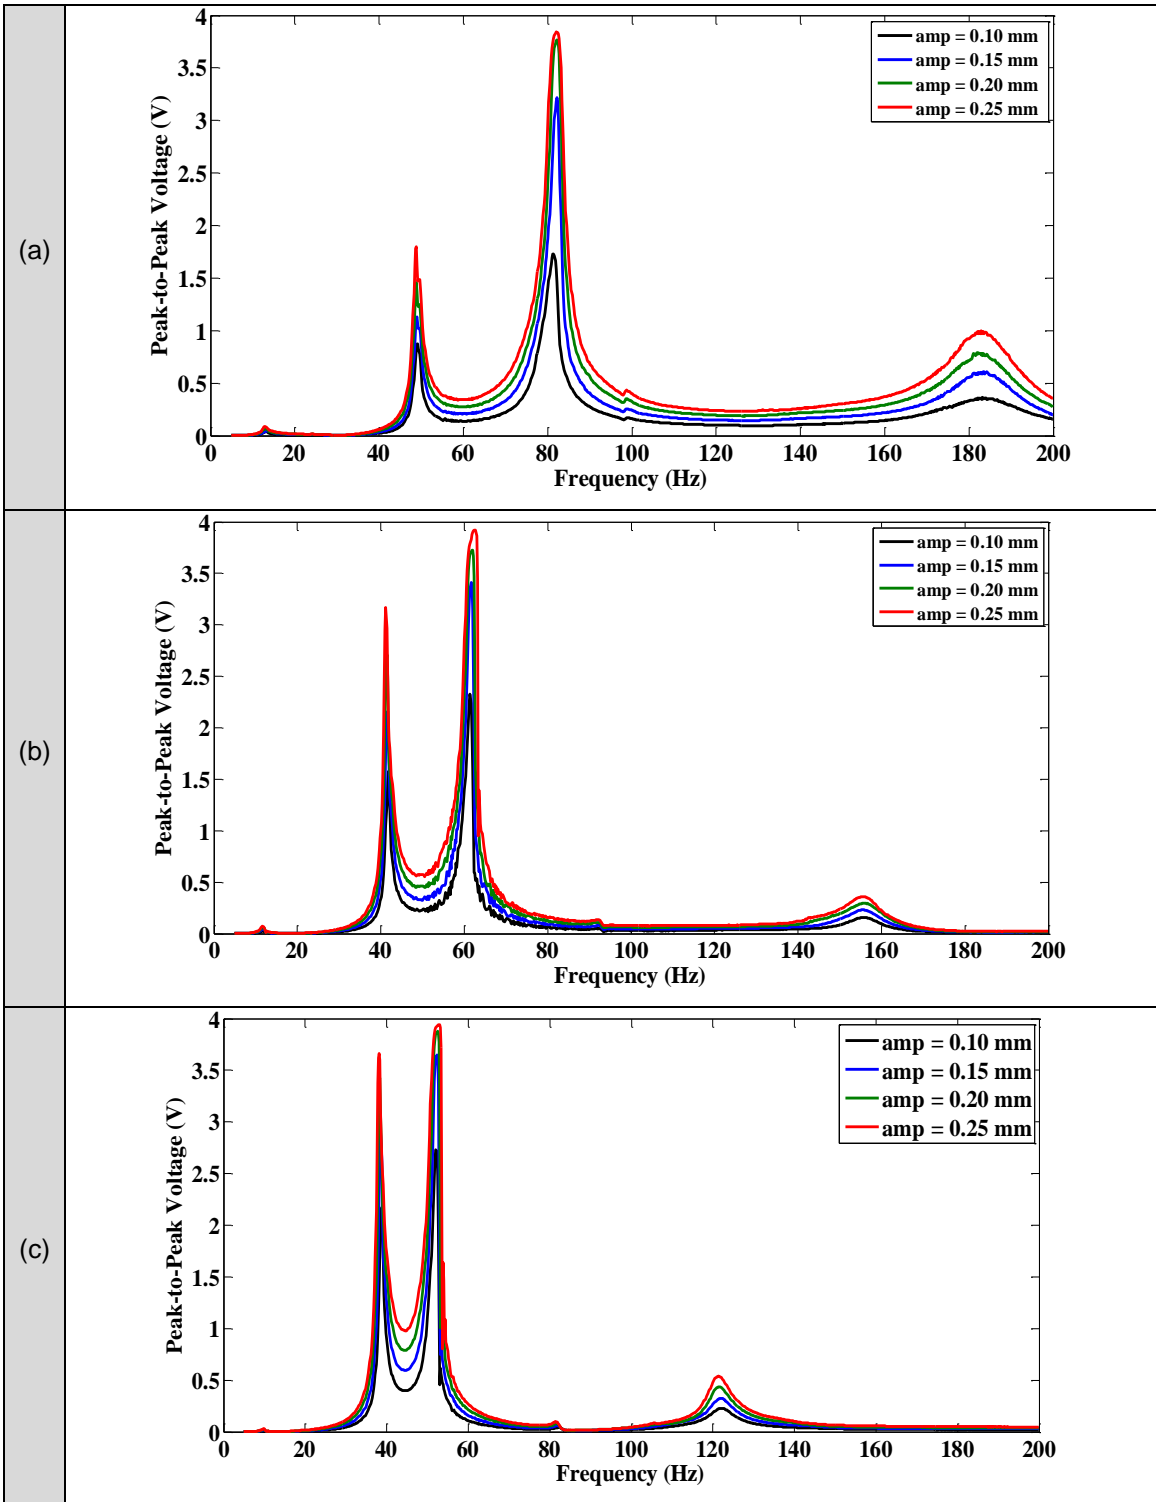 (a)
Peak-to-Peak Voltage (V)
4
3.5
3
2.5
2
1.5
1
0.5
0
0 20 40 60 80 100 120 140 160 180 200
Frequency (Hz)
amp = 0.10 mm
amp = 0.15 mm
amp = 0.20 mm
amp = 0.25 mm
(b)
Peak-to-Peak Voltage (V)
4
3.5
3
2.5
2
1.5
1
0.5
0
0 20 40 60 80 100 120 140 160 180 200
Frequency (Hz)
amp = 0.10 mm
amp = 0.15 mm
amp = 0.20 mm
amp = 0.25 mm
(c)
Peak-to-Peak Voltage (V)
4
3.5
3
2.5
2
1.5
1
0.5
0
0 20 40 60 80 100 120 140 160 180 200
Frequency (Hz)
amp = 0.10 mm
amp = 0.15 mm
amp = 0.20 mm
amp = 0.25 mm